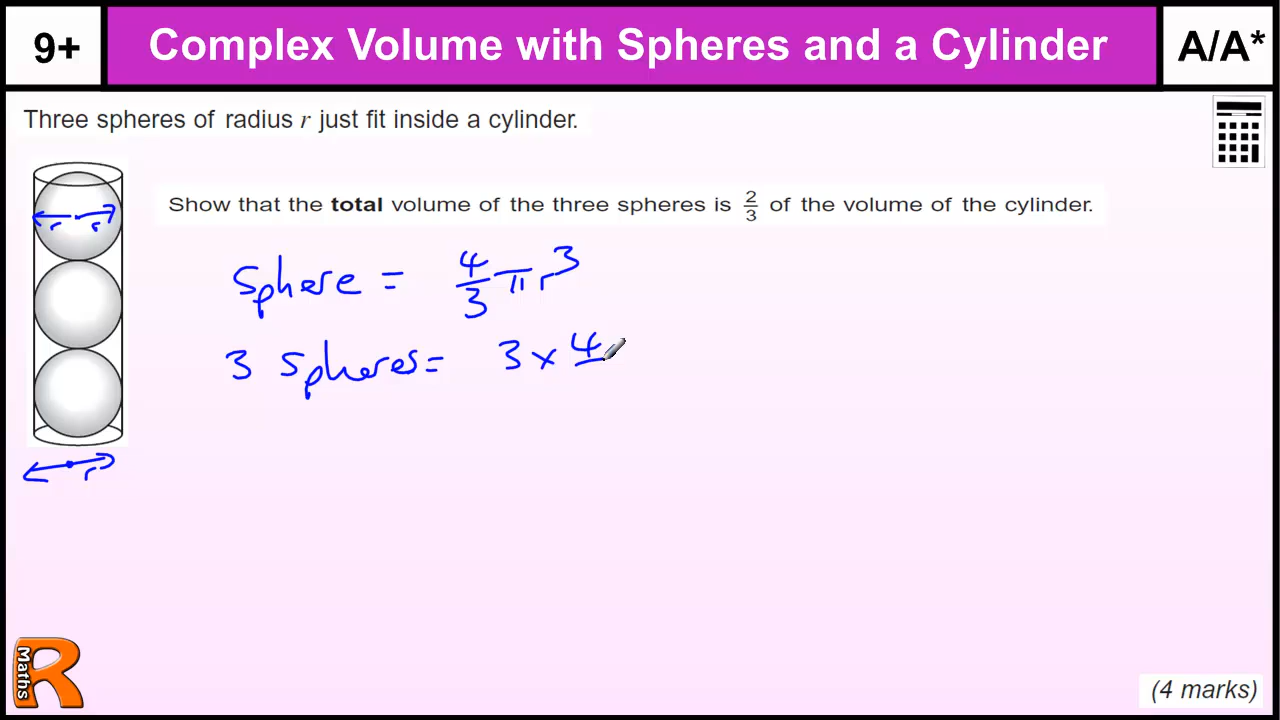 9+
Complex Volume with Spheres and a Cylinder
A/A*
Three spheres of radius r just fit inside a cylinder.
Show that the total volume of the three spheres is 2/3 of the volume of the cylinder.
r r
sphere = 4/3 πr³
3 spheres = 3 × 4
r
R
Maths
(4 marks)